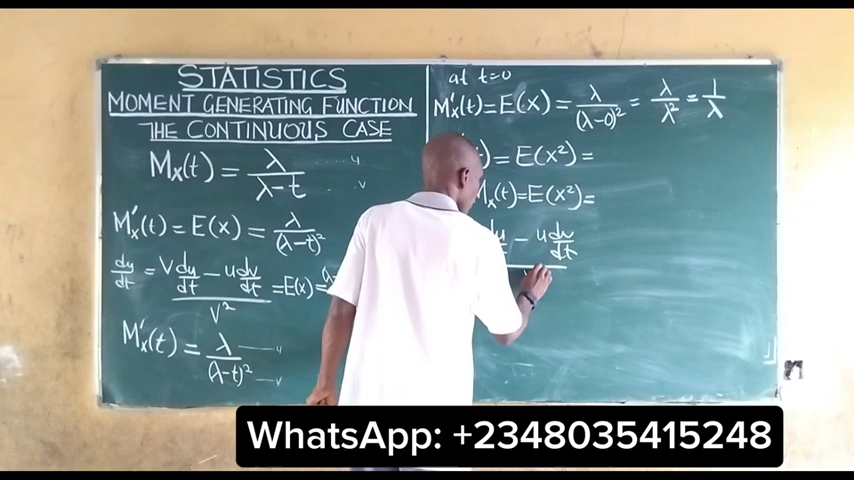 STATISTICS
MOMENT GENERATING FUNCTION
THE CONTINUOUS CASE
Mx(t) = λ/(λ-t) u v
M'x(t) = E(x) = λ/(λ-t)²
dy/dt = V du/dt - u dv/dt = E(x) =
V²
M'x(t) = λ/(λ-t)² u v
at t=0
M'x(t) = E(x) = λ/(λ-0)² = λ/λ² = 1/λ
) = E(x²) =
Mx(t) = E(x²) =
- u dv/dt
WhatsApp: +2348035415248